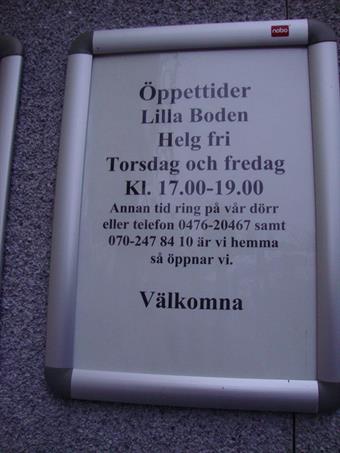 nobo
Öppettider
Lilla Boden
Helg fri
Torsdag och fredag
Kl. 17.00-19.00
Annan tid ring på vår dörr
eller telefon 0476-20467 samt
070-247 84 10 är vi hemma
så öppnar vi.
Välkomna